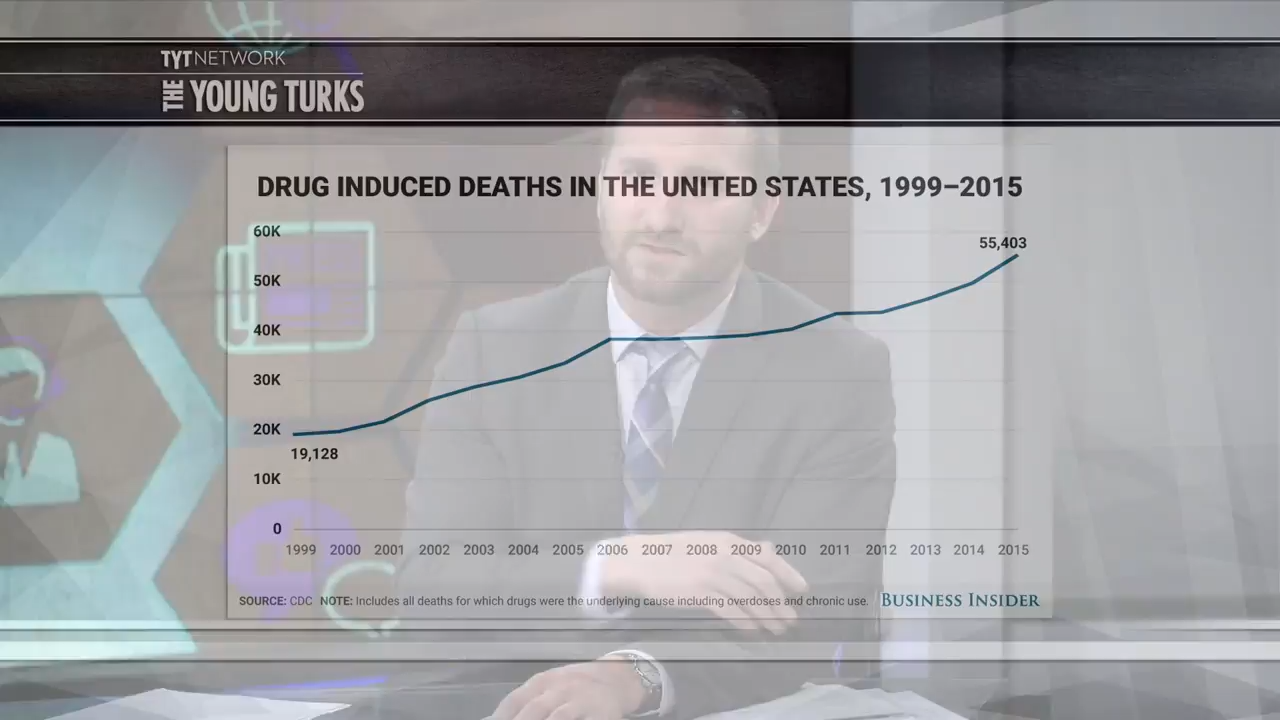 TYTNETWORK
THE YOUNG TURKS
DRUG INDUCED DEATHS IN THE UNITED STATES, 1999–2015
60K
55,403
50K
40K
30K
20K
19,128
10K
0
1999 2000 2001 2002 2003 2004 2005 2006 2007 2008 2009 2010 2011 2012 2013 2014 2015
SOURCE: CDC NOTE: Includes all deaths for which drugs were the underlying cause including overdoses and chronic use. BUSINESS INSIDER